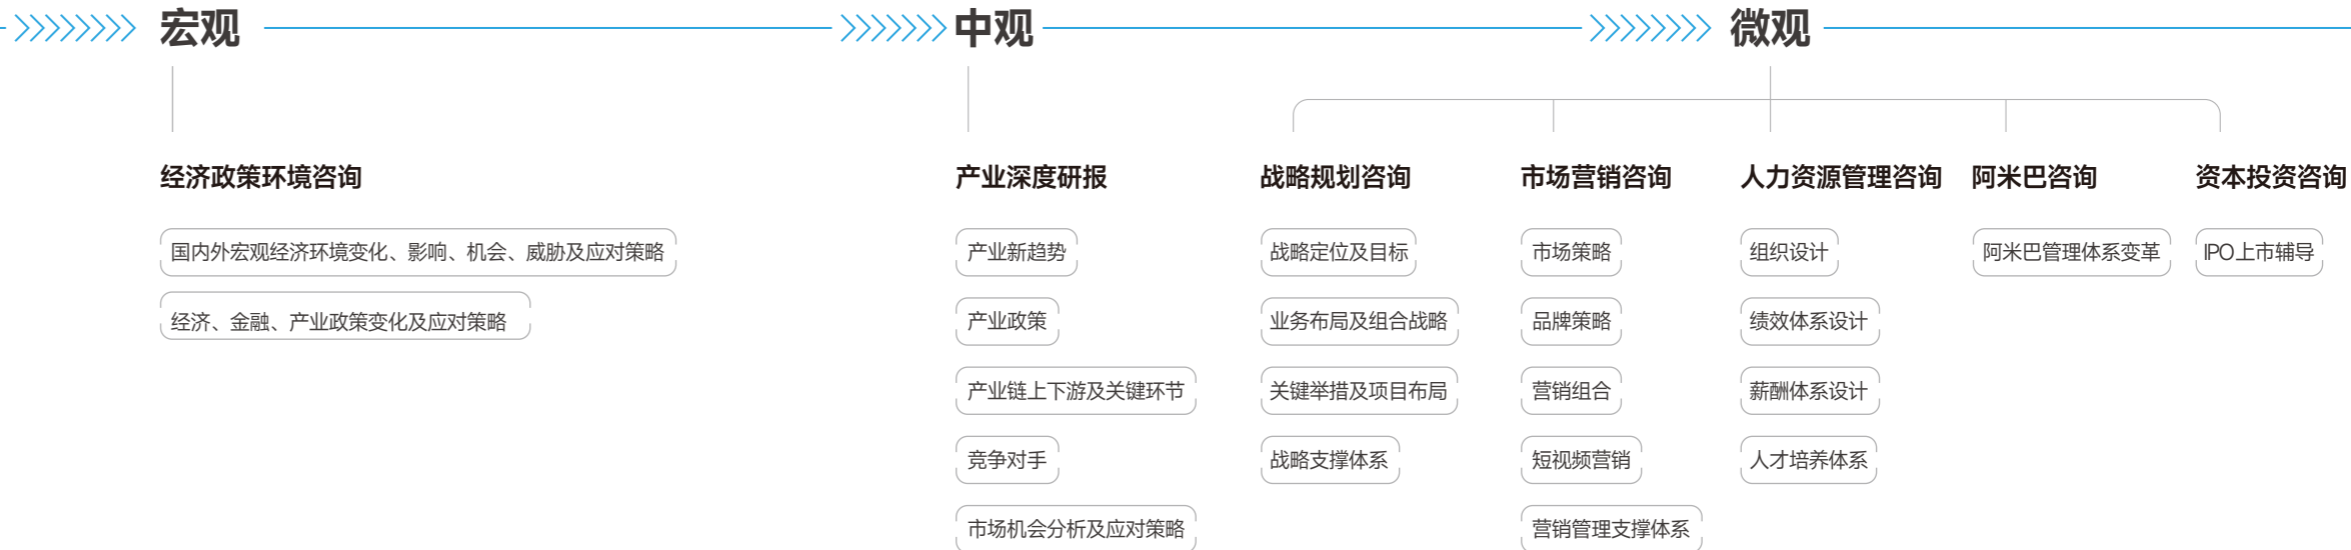 宏观
中观
微观
经济政策环境咨询
国内外宏观经济环境变化、影响、机会、威胁及应对策略
经济、金融、产业政策变化及应对策略
产业深度研报
产业新趋势
产业政策
产业链上下游及关键环节
竞争对手
市场机会分析及应对策略
战略规划咨询
战略定位及目标
业务布局及组合战略
关键举措及项目布局
战略支撑体系
市场营销咨询
市场策略
品牌策略
营销组合
短视频营销
营销管理支撑体系
人力资源管理咨询
组织设计
绩效体系设计
薪酬体系设计
人才培养体系
阿米巴咨询
阿米巴管理体系变革
资本投资咨询
IPO上市辅导